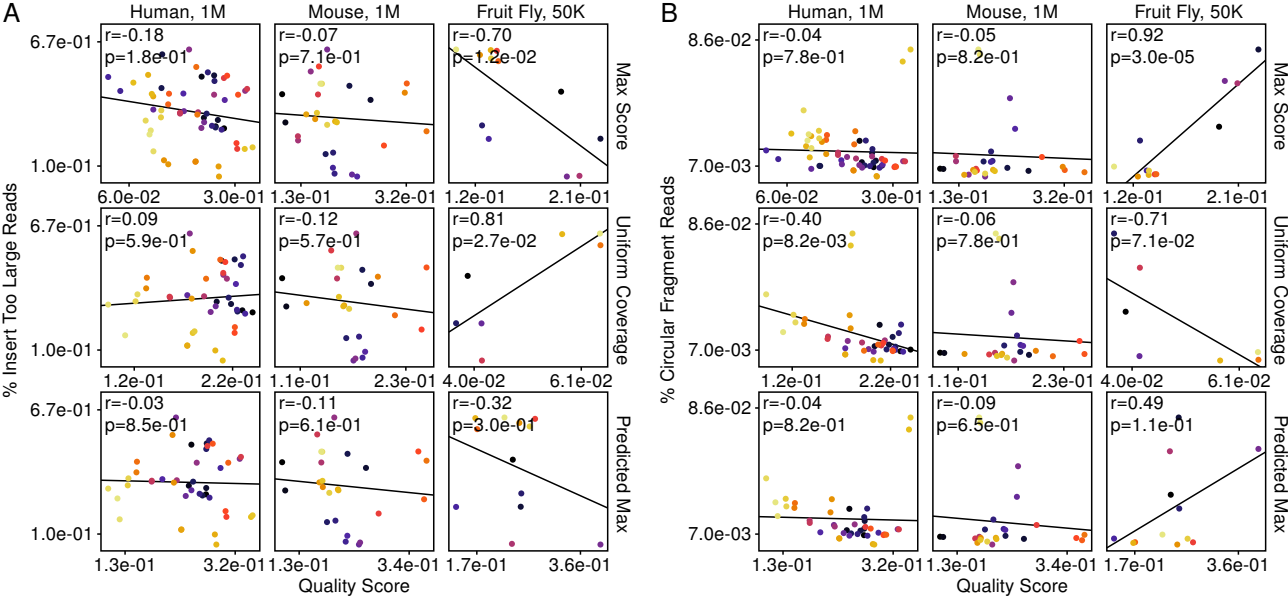 A
Human, 1M
Mouse, 1M
Fruit Fly, 50K
% Insert Too Large Reads
6.7e-01
1.0e-01
r=-0.18
p=1.8e-01
r=-0.07
p=7.1e-01
r=-0.70
p=1.2e-02
Max Score
6.0e-02
3.0e-01
1.3e-01
3.2e-01
1.2e-01
2.1e-01
6.7e-01
1.0e-01
r=0.09
p=5.9e-01
r=-0.12
p=5.7e-01
r=0.81
p=2.7e-02
Uniform Coverage
1.2e-01
2.2e-01
1.1e-01
2.3e-01
4.0e-02
6.1e-02
6.7e-01
1.0e-01
r=-0.03
p=8.5e-01
r=-0.11
p=6.1e-01
r=-0.32
p=3.0e-01
Predicted Max
1.3e-01
3.2e-01
1.3e-01
3.4e-01
1.7e-01
3.6e-01
Quality Score
B
Human, 1M
Mouse, 1M
Fruit Fly, 50K
% Circular Fragment Reads
8.6e-02
7.0e-03
r=-0.04
p=7.8e-01
r=-0.05
p=8.2e-01
r=0.92
p=3.0e-05
Max Score
6.0e-02
3.0e-01
1.3e-01
3.2e-01
1.2e-01
2.1e-01
8.6e-02
7.0e-03
r=-0.40
p=8.2e-03
r=-0.06
p=7.8e-01
r=-0.71
p=7.1e-02
Uniform Coverage
1.2e-01
2.2e-01
1.1e-01
2.3e-01
4.0e-02
6.1e-02
8.6e-02
7.0e-03
r=-0.04
p=8.2e-01
r=-0.09
p=6.5e-01
r=0.49
p=1.1e-01
Predicted Max
1.3e-01
3.2e-01
1.3e-01
3.4e-01
1.7e-01
3.6e-01
Quality Score